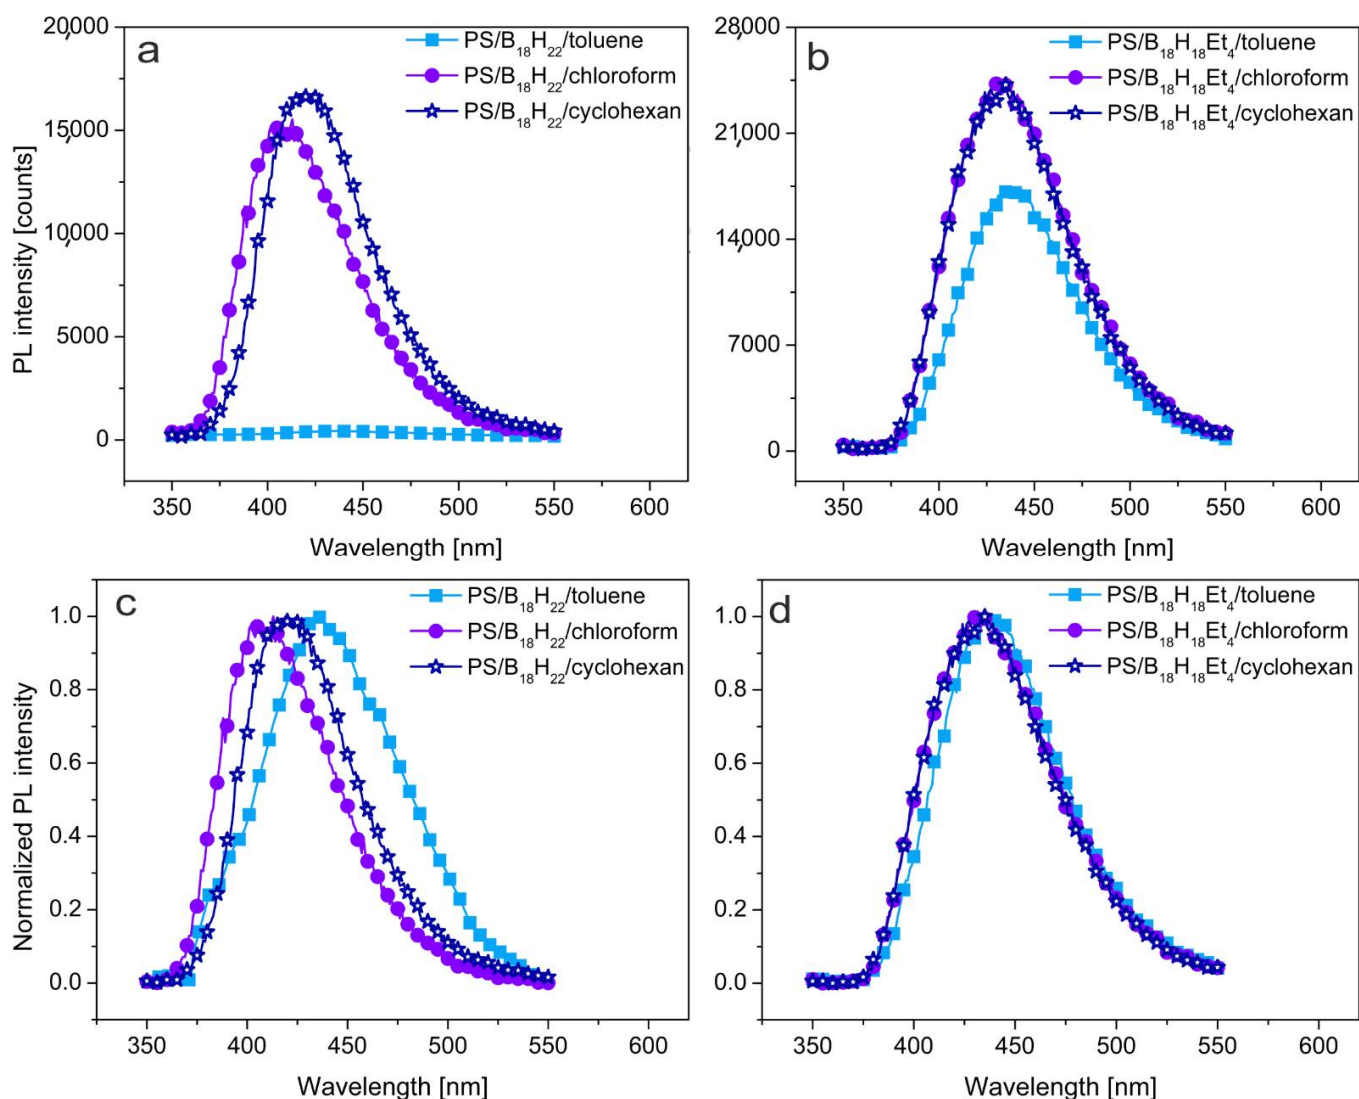 a
PL intensity [counts]
20,000
15000
10000
5000
0
350 400 450 500 550 600
Wavelength [nm]
PS/B₁₈H₂₂/toluene
PS/B₁₈H₂₂/chloroform
PS/B₁₈H₂₂/cyclohexan
b
28000
21000
14,000
7000
0
350 400 450 500 550 600
Wavelength [nm]
PS/B₁₈H₁₈Et₄/toluene
PS/B₁₈H₁₈Et₄/chloroform
PS/B₁₈H₁₈Et₄/cyclohexan
c
Normalized PL intensity
1.0
0.8
0.6
0.4
0.2
0.0
350 400 450 500 550 600
Wavelength [nm]
PS/B₁₈H₂₂/toluene
PS/B₁₈H₂₂/chloroform
PS/B₁₈H₂₂/cyclohexan
d
1.0
0.8
0.6
0.4
0.2
0.0
350 400 450 500 550 600
Wavelength [nm]
PS/B₁₈H₁₈Et₄/toluene
PS/B₁₈H₁₈Et₄/chloroform
PS/B₁₈H₁₈Et₄/cyclohexan